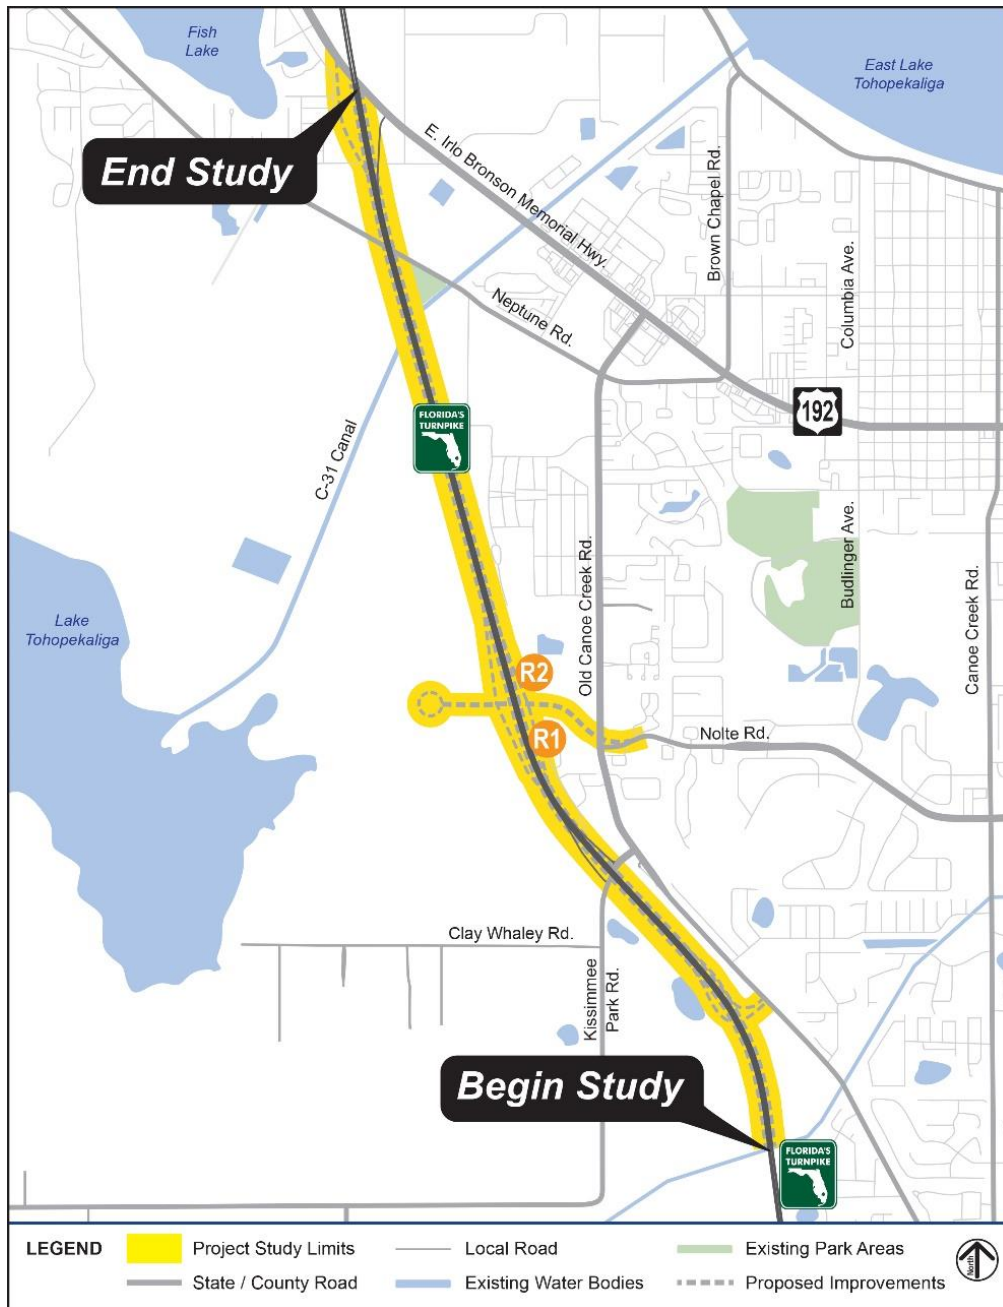 Fish
Lake
East Lake
Tohopekaliga
End Study
E. Irlo Bronson Memorial Hwy.
Brown Chapel Rd.
Columbia Ave.
Neptune Rd.
192
FLORIDA'S
TURNPIKE
C-31 Canal
Old Canoe Creek Rd.
Budlinger Ave.
Canoe Creek Rd.
Lake
Tohopekaliga
R2
R1
Nolte Rd.
Clay Whaley Rd.
Kissimmee
Park Rd.
Begin Study
FLORIDA'S
TURNPIKE
LEGEND
Project Study Limits
Local Road
Existing Park Areas
State / County Road
Existing Water Bodies
Proposed Improvements
North